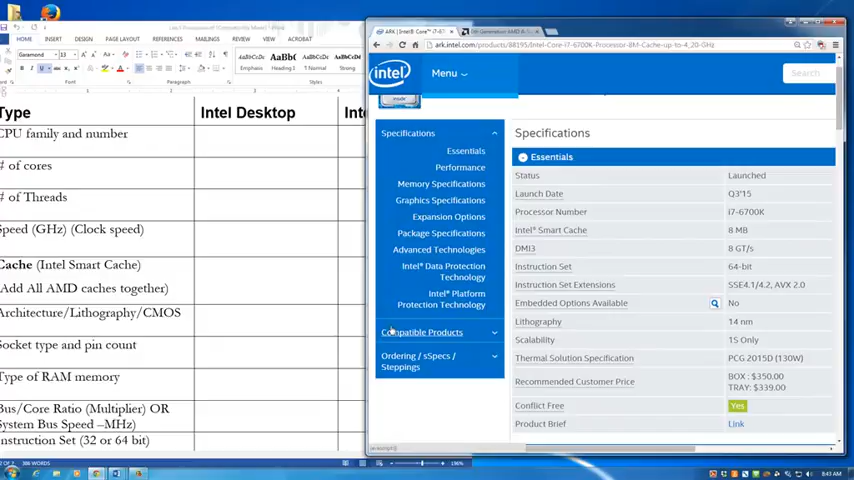 HOME INSERT DESIGN PAGE LAYOUT REFERENCES MAILINGS REVIEW VIEW ACROBAT
Garamond 13
AaBbCc AaBb( AaBbCcI
Emphasis Heading 1
Type Intel Desktop Inte
CPU family and number
# of cores
# of Threads
Speed (GHz) (Clock speed)
Cache (Intel Smart Cache)
Add All AMD caches together)
Architecture/Lithography/CMOS
Socket type and pin count
Type of RAM memory
Bus/Core Ratio (Multiplier) OR
System Bus Speed –MHz)
Instruction Set (32 or 64 bit)
386 WORDS
196%
ark.intel.com/products/88195/Intel-Core-i7-6700K-Processor-8M-Cache-up-to-4_20-GHz
intel
Menu
Search
inside
Specifications
Essentials
Performance
Memory Specifications
Graphics Specifications
Expansion Options
Package Specifications
Advanced Technologies
Intel® Data Protection
Technology
Intel® Platform
Protection Technology
Compatible Products
Ordering / sSpecs /
Steppings
Specifications
Essentials
Status Launched
Launch Date Q3'15
Processor Number i7-6700K
Intel® Smart Cache 8 MB
DMI3 8 GT/s
Instruction Set 64-bit
Instruction Set Extensions SSE4.1/4.2, AVX 2.0
Embedded Options Available No
Lithography 14 nm
Scalability 1S Only
Thermal Solution Specification PCG 2015D (130W)
Recommended Customer Price BOX : $350.00
TRAY: $339.00
Conflict Free Yes
Product Brief Link
8:43 AM